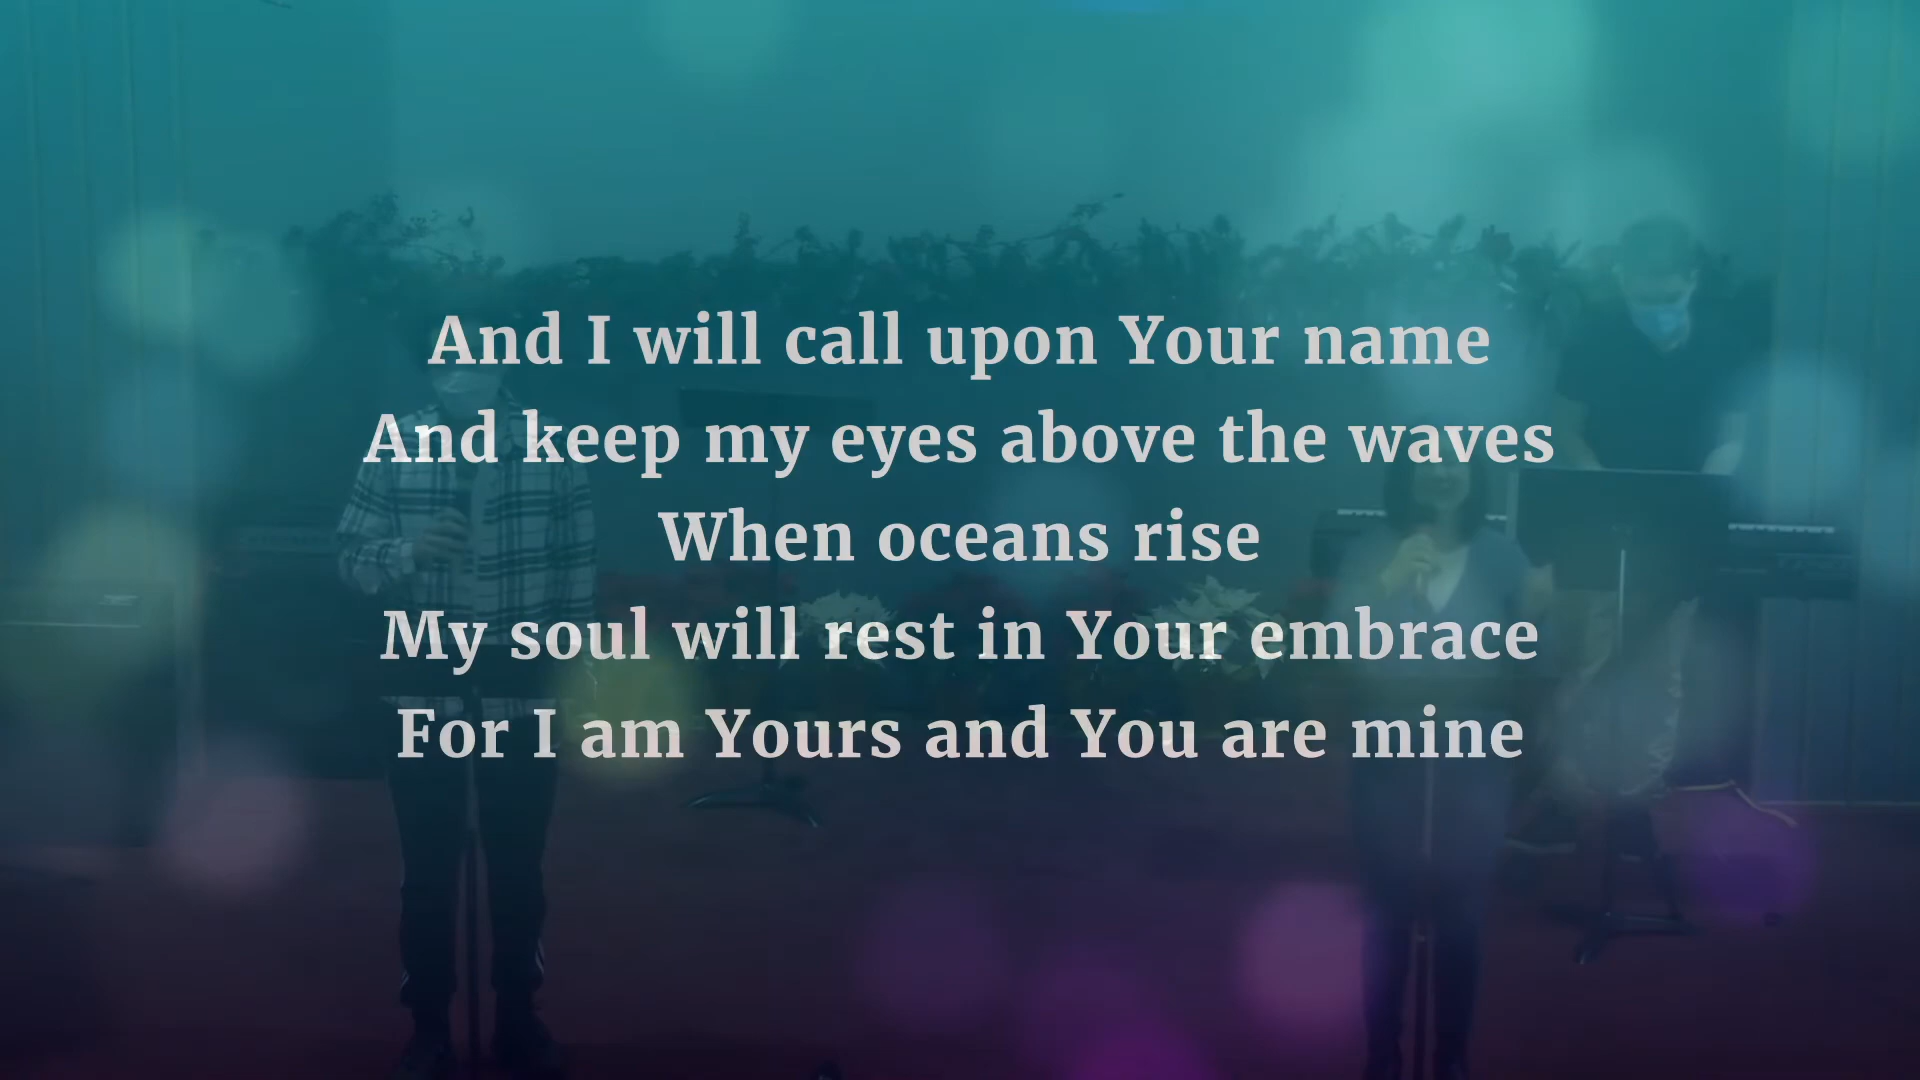 And I will call upon Your name
And keep my eyes above the waves
When oceans rise
My soul will rest in Your embrace
For I am Yours and You are mine